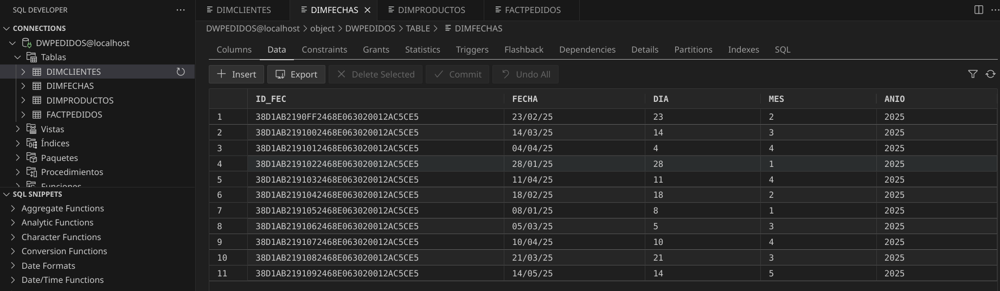 SQL DEVELOPER
CONNECTIONS
DWPEDIDOS@localhost
Tablas
DIMCLIENTES
DIMFECHAS
DIMPRODUCTOS
FACTPEDIDOS
Vistas
Índices
Paquetes
Procedimientos
Funciones
SQL SNIPPETS
Aggregate Functions
Analytic Functions
Character Functions
Conversion Functions
Date Formats
Date/Time Functions
DIMCLIENTES DIMFECHAS DIMPRODUCTOS FACTPEDIDOS
DWPEDIDOS@localhost > object > DWPEDIDOS > TABLE > DIMFECHAS
Columns Data Constraints Grants Statistics Triggers Flashback Dependencies Details Partitions Indexes SQL
Insert Export Delete Selected Commit Undo All
ID_FEC FECHA DIA MES ANIO
1 38D1AB2190FF2468E063020012AC5CE5 23/02/25 23 2 2025
2 38D1AB2191002468E063020012AC5CE5 14/03/25 14 3 2025
3 38D1AB2191012468E063020012AC5CE5 04/04/25 4 4 2025
4 38D1AB2191022468E063020012AC5CE5 28/01/25 28 1 2025
5 38D1AB2191032468E063020012AC5CE5 11/04/25 11 4 2025
6 38D1AB2191042468E063020012AC5CE5 18/02/25 18 2 2025
7 38D1AB2191052468E063020012AC5CE5 08/01/25 8 1 2025
8 38D1AB2191062468E063020012AC5CE5 05/03/25 5 3 2025
9 38D1AB2191072468E063020012AC5CE5 10/04/25 10 4 2025
10 38D1AB2191082468E063020012AC5CE5 21/03/25 21 3 2025
11 38D1AB2191092468E063020012AC5CE5 14/05/25 14 5 2025